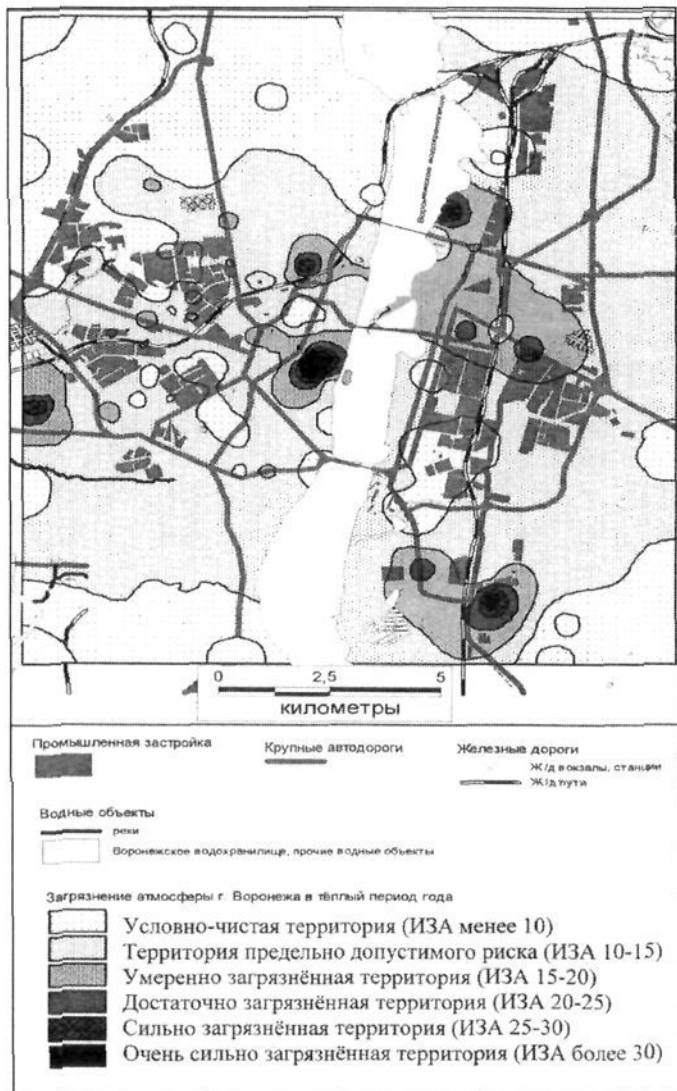 Воронежское водохранилище
0 2,5 5
километры
Промышленная застройка
Крупные автодороги
Железные дороги
Ж/д вокзалы, станции
Ж/д пути
Водные объекты
реки
Воронежское водохранилище, прочие водные объекты
Загрязнение атмосферы г. Воронежа в тёплый период года
Условно-чистая территория (ИЗА менее 10)
Территория предельно допустимого риска (ИЗА 10-15)
Умеренно загрязнённая территория (ИЗА 15-20)
Достаточно загрязнённая территория (ИЗА 20-25)
Сильно загрязнённая территория (ИЗА 25-30)
Очень сильно загрязнённая территория (ИЗА более 30)